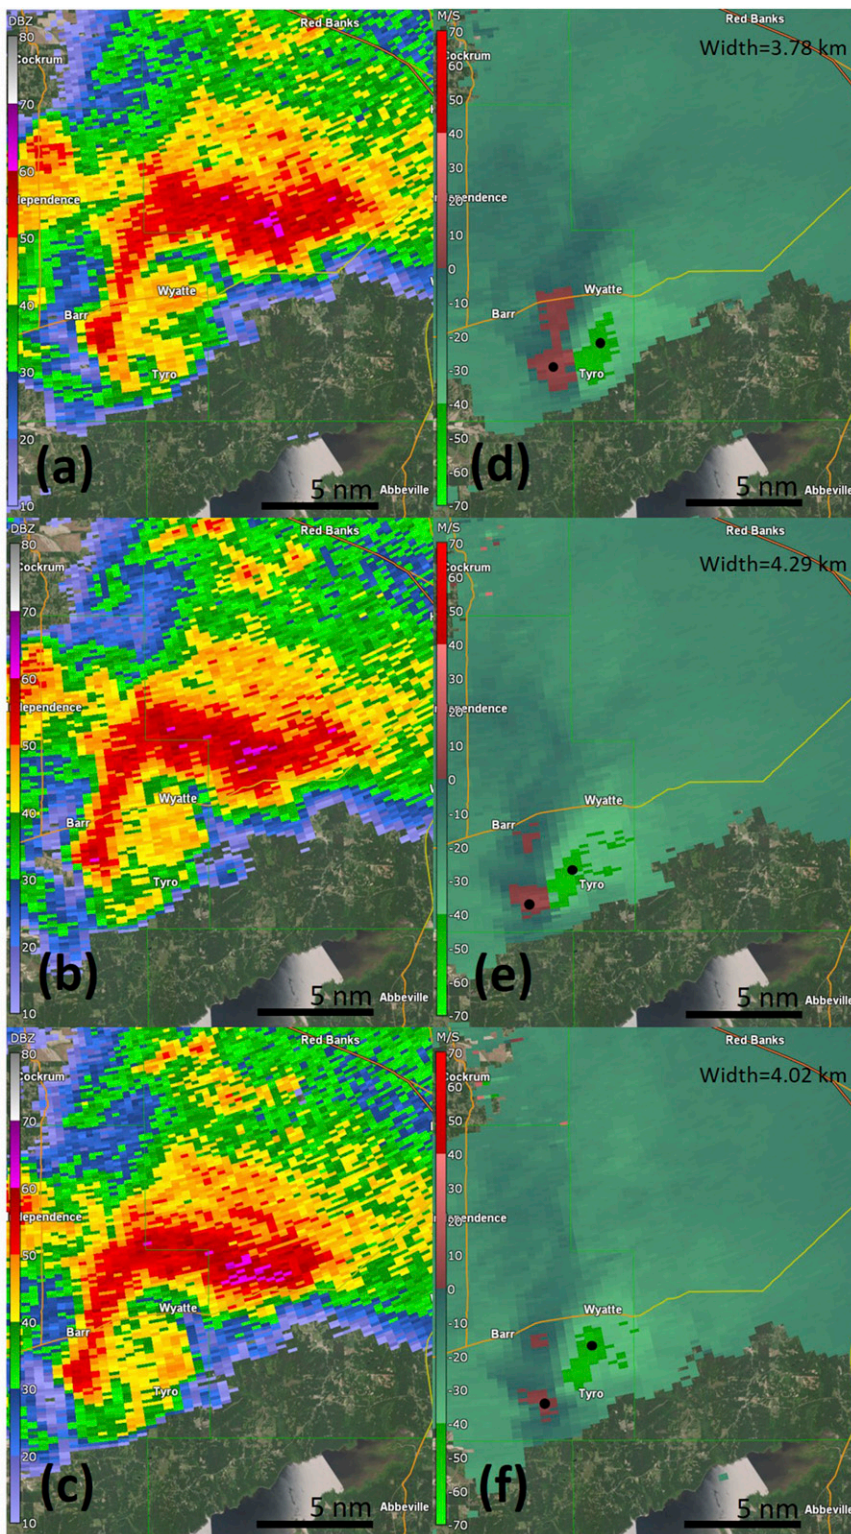 DBZ
80
70
60
50
40
30
20
10
Red Banks
Cockrum
Independence
Wyatte
Barr
Tyro
Abbeville
(a)
5 nm
M/S
70
60
50
40
30
20
10
0
-10
-20
-30
-40
-50
-60
-70
Red Banks
Width=3.78 km
Cockrum
Independence
Wyatte
Barr
Tyro
Abbeville
(d)
5 nm
DBZ
80
70
60
50
40
30
20
10
Red Banks
Cockrum
Independence
Wyatte
Barr
Tyro
Abbeville
(b)
5 nm
M/S
70
60
50
40
30
20
10
0
-10
-20
-30
-40
-50
-60
-70
Red Banks
Width=4.29 km
Cockrum
Independence
Wyatte
Barr
Tyro
Abbeville
(e)
5 nm
DBZ
80
70
60
50
40
30
20
10
Red Banks
Cockrum
Independence
Wyatte
Barr
Tyro
Abbeville
(c)
5 nm
M/S
70
60
50
40
30
20
10
0
-10
-20
-30
-40
-50
-60
-70
Red Banks
Width=4.02 km
Cockrum
Independence
Wyatte
Barr
Tyro
Abbeville
(f)
5 nm